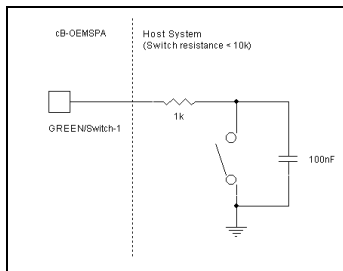 cB-OEMSPA
Host System
(Switch resistance < 10k)
1k
GREEN/Switch-1
100nF